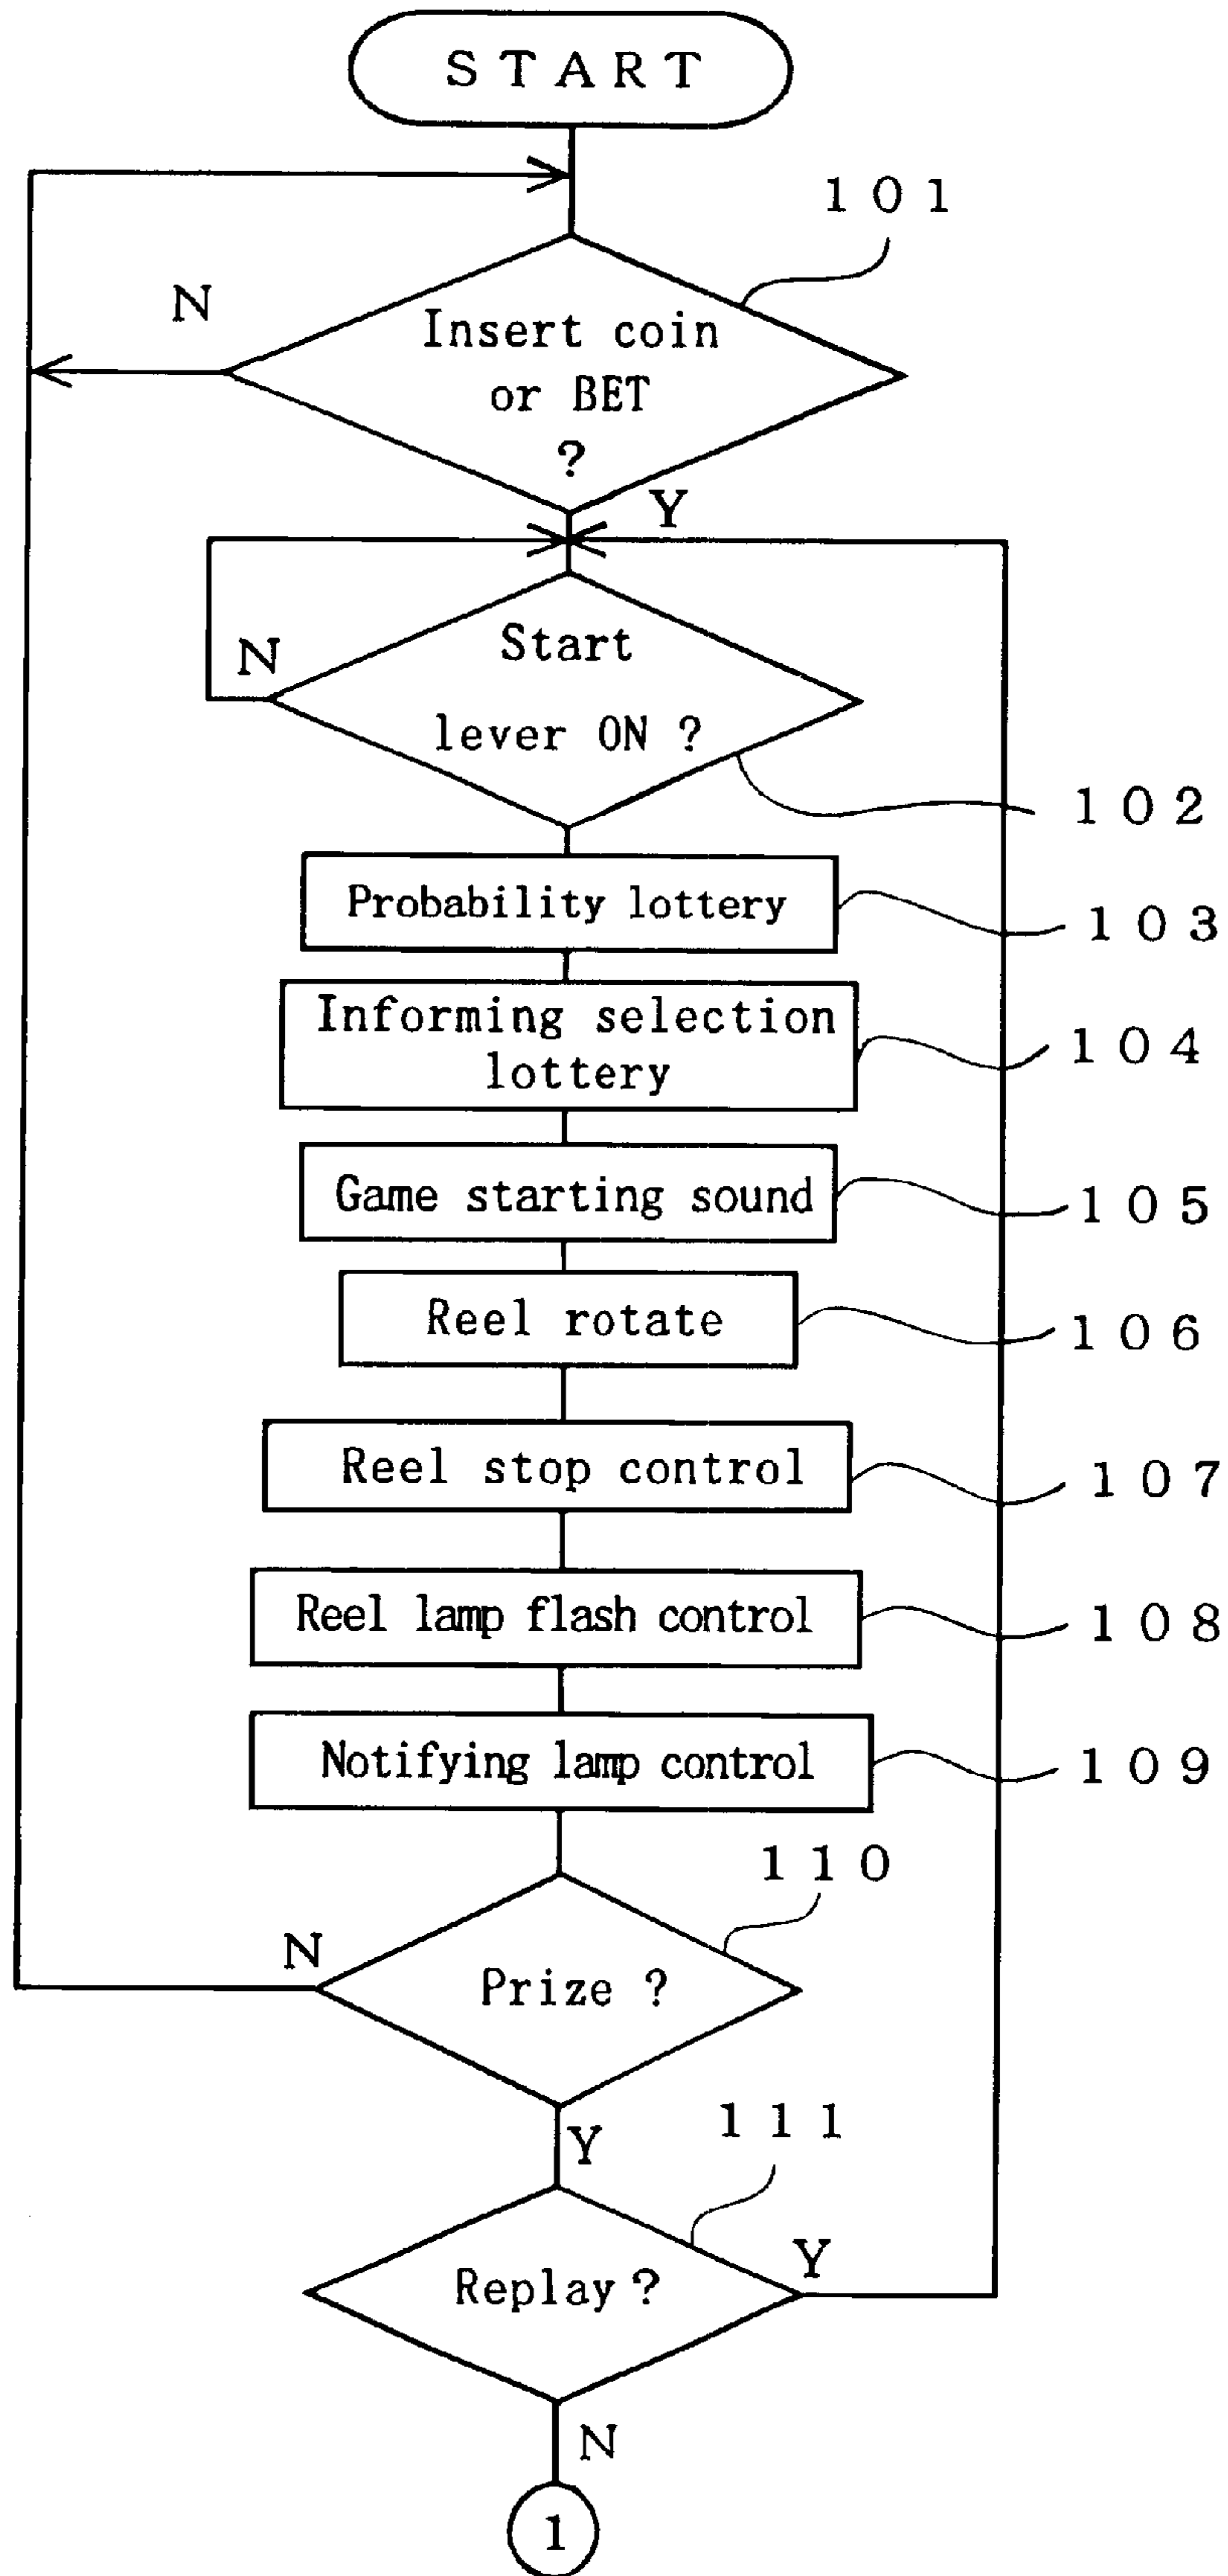 START
101
N
Insert coin
or BET
?
Y
N
Start
lever ON ?
102
Probability lottery
103
Informing selection
lottery
104
Game starting sound
105
Reel rotate
106
Reel stop control
107
Reel lamp flash control
108
Notifying lamp control
109
110
N
Prize ?
Y
111
Replay ?
Y
N
1